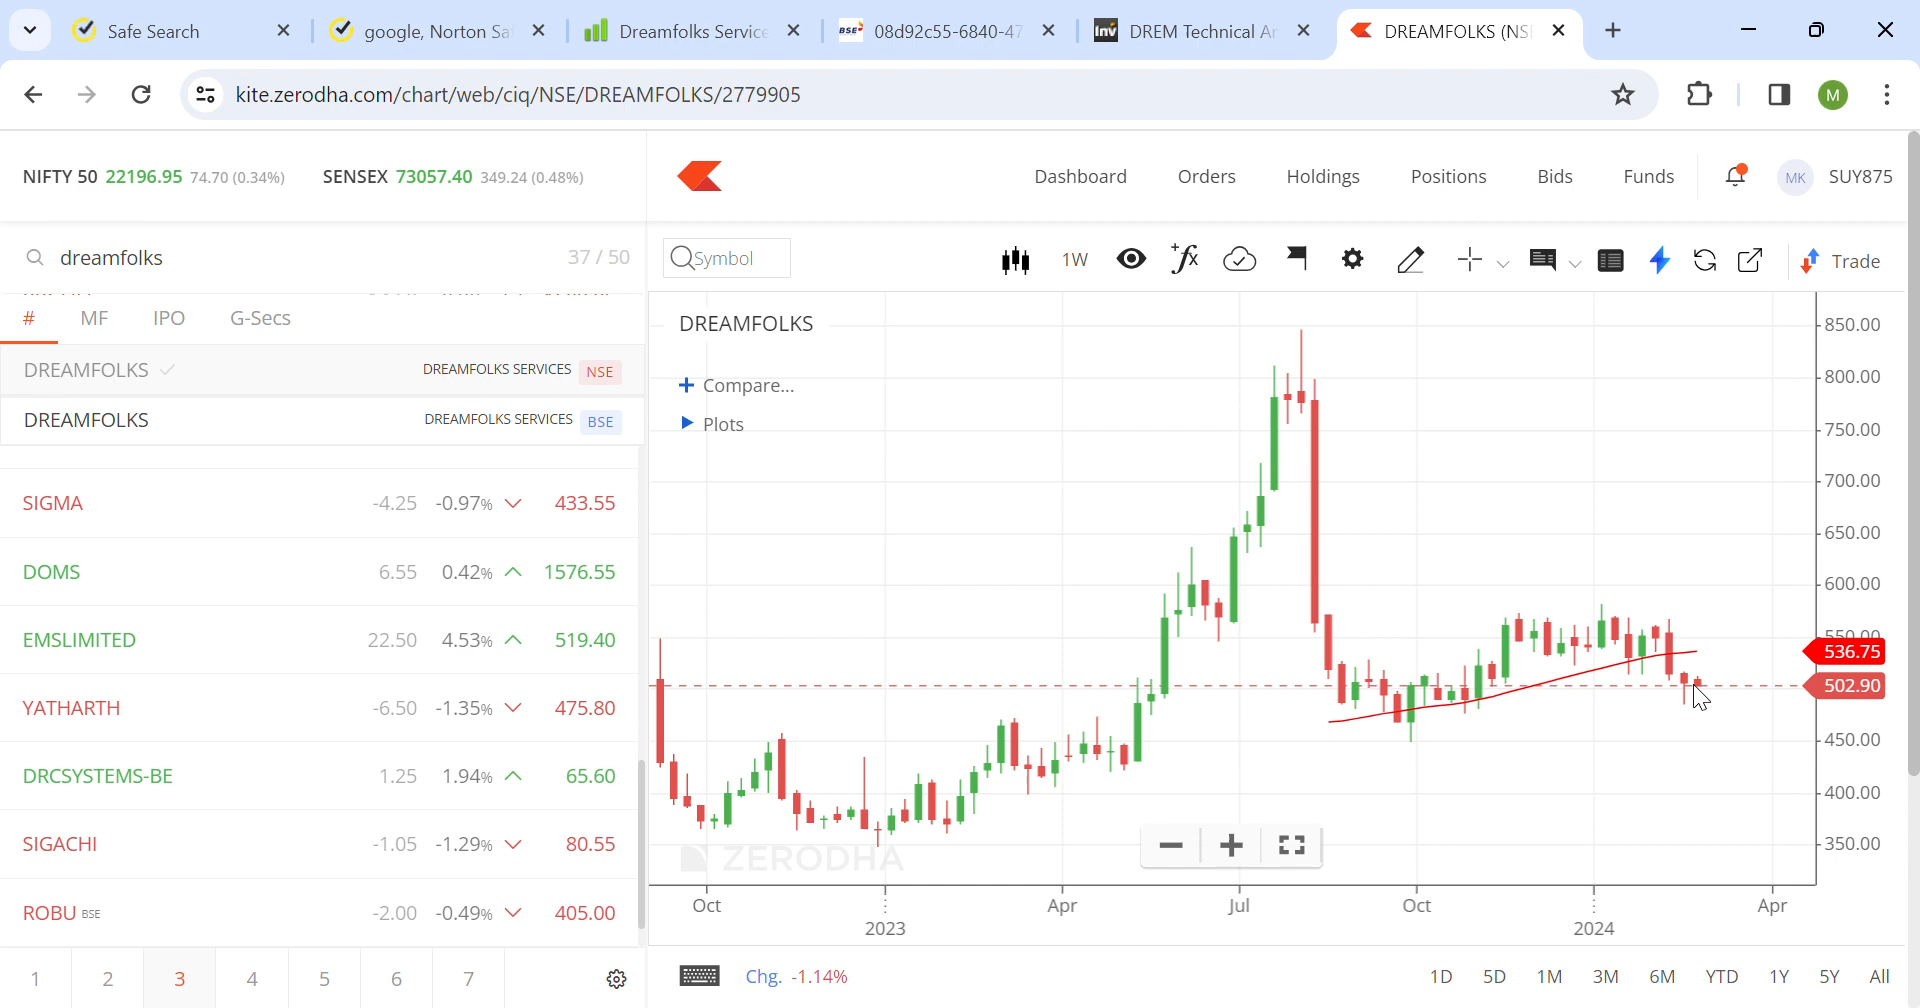 Safe Search
google, Norton Sa
Dreamfolks Service
08d92c55-6840-47
DREM Technical An
DREAMFOLKS (NSE
kite.zerodha.com/chart/web/ciq/NSE/DREAMFOLKS/2779905
M
NIFTY 50 22196.95 74.70 (0.34%)
SENSEX 73057.40 349.24 (0.48%)
Dashboard
Orders
Holdings
Positions
Bids
Funds
MK
SUY875
dreamfolks
37 / 50
# MF IPO G-Secs
DREAMFOLKS DREAMFOLKS SERVICES NSE
DREAMFOLKS DREAMFOLKS SERVICES BSE
SIGMA -4.25 -0.97% 433.55
DOMS 6.55 0.42% 1576.55
EMSLIMITED 22.50 4.53% 519.40
YATHARTH -6.50 -1.35% 475.80
DRCSYSTEMS-BE 1.25 1.94% 65.60
SIGACHI -1.05 -1.29% 80.55
ROBU BSE -2.00 -0.49% 405.00
1 2 3 4 5 6 7
Symbol
1W
Trade
DREAMFOLKS
Compare...
Plots
850.00
800.00
750.00
700.00
650.00
600.00
550.00
536.75
502.90
450.00
400.00
350.00
ZERODHA
Oct
2023
Apr
Jul
Oct
2024
Apr
Chg. -1.14%
1D 5D 1M 3M 6M YTD 1Y 5Y All